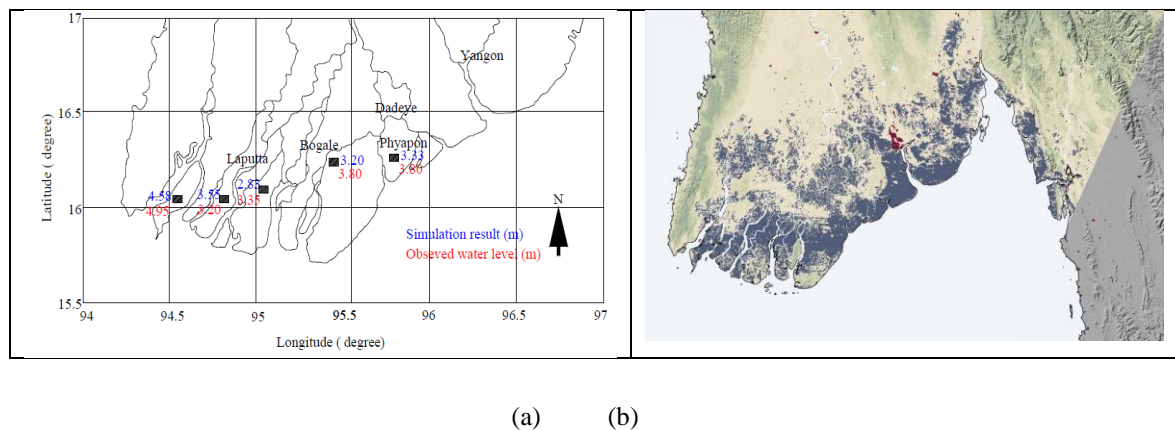 17
Yangon
16.5
Dadeye
Bogale
Phyapon
Laputta
3.20
3.33
3.80
3.80
2.85
4.58
3.55
3.35
4.95
3.20
16
N
Simulation result (m)
Obseved water level (m)
15.5
94
94.5
95
95.5
96
96.5
97
Latitude ( degree)
Longitude ( degree)
(a)
(b)